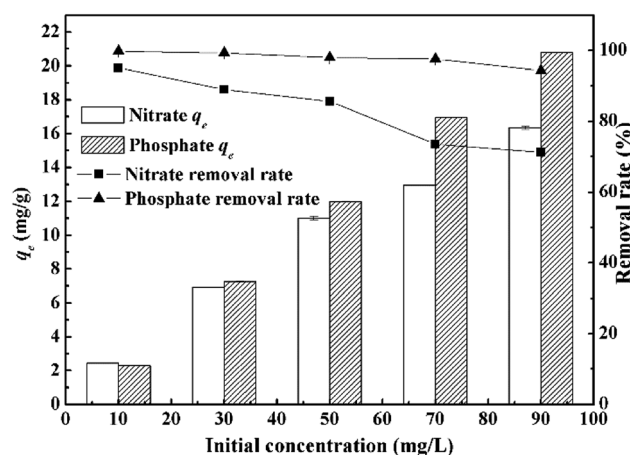 22
20
18
16
14
12
10
8
6
4
2
0
qe (mg/g)
100
80
60
40
20
0
Removal rate (%)
Nitrate qe
Phosphate qe
Nitrate removal rate
Phosphate removal rate
0 10 20 30 40 50 60 70 80 90 100
Initial concentration (mg/L)